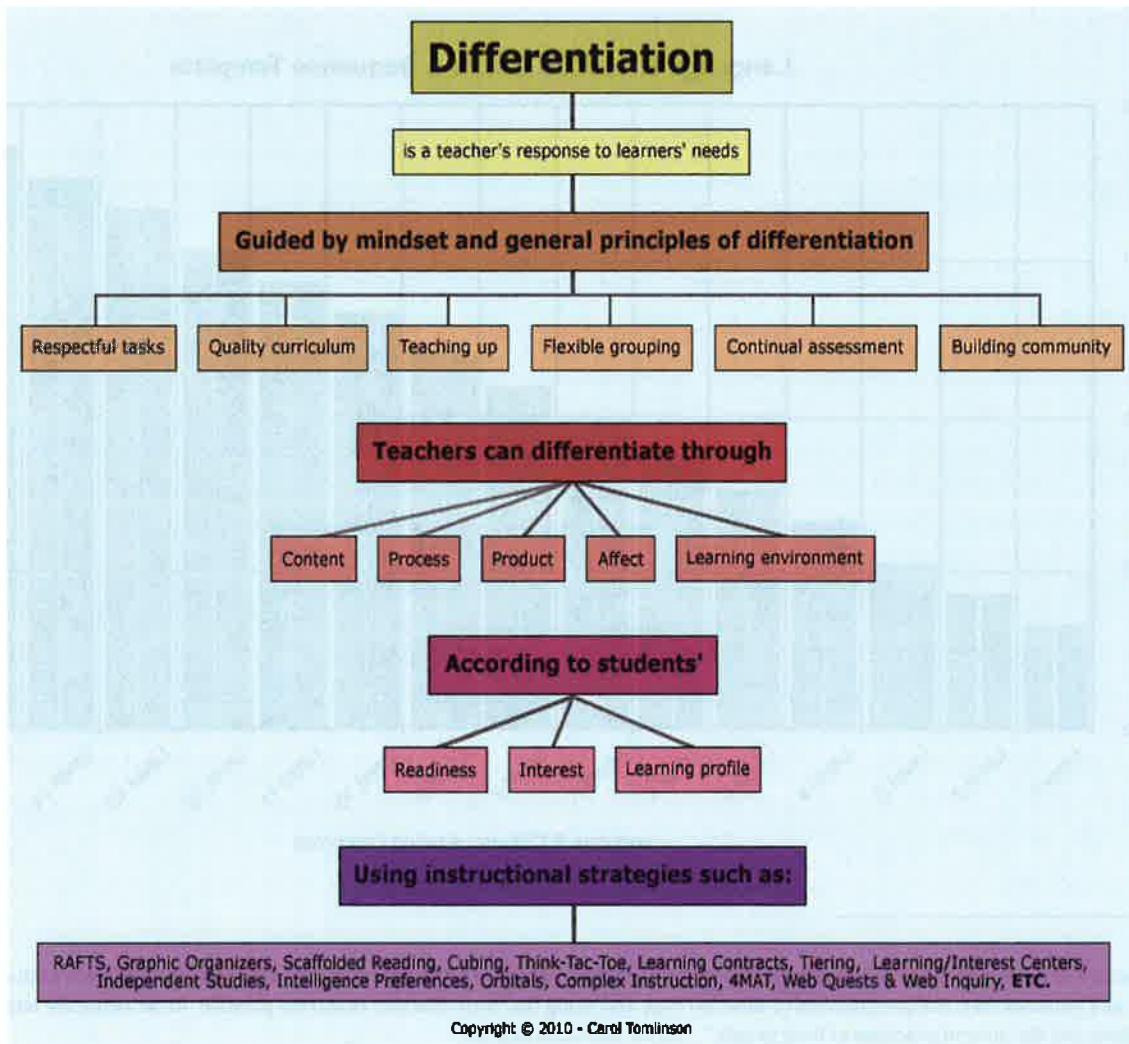 Differentiation
is a teacher's response to learners' needs
Guided by mindset and general principles of differentiation
Respectful tasks
Quality curriculum
Teaching up
Flexible grouping
Continual assessment
Building community
Teachers can differentiate through
Content
Process
Product
Affect
Learning environment
According to students'
Readiness
Interest
Learning profile
Using instructional strategies such as:
RAFTS, Graphic Organizers, Scaffolded Reading, Cubing, Think-Tac-Toe, Learning Contracts, Tiering, Learning/Interest Centers,
Independent Studies, Intelligence Preferences, Orbitals, Complex Instruction, 4MAT, Web Quests & Web Inquiry, ETC.
Copyright © 2010 - Carol Tomlinson